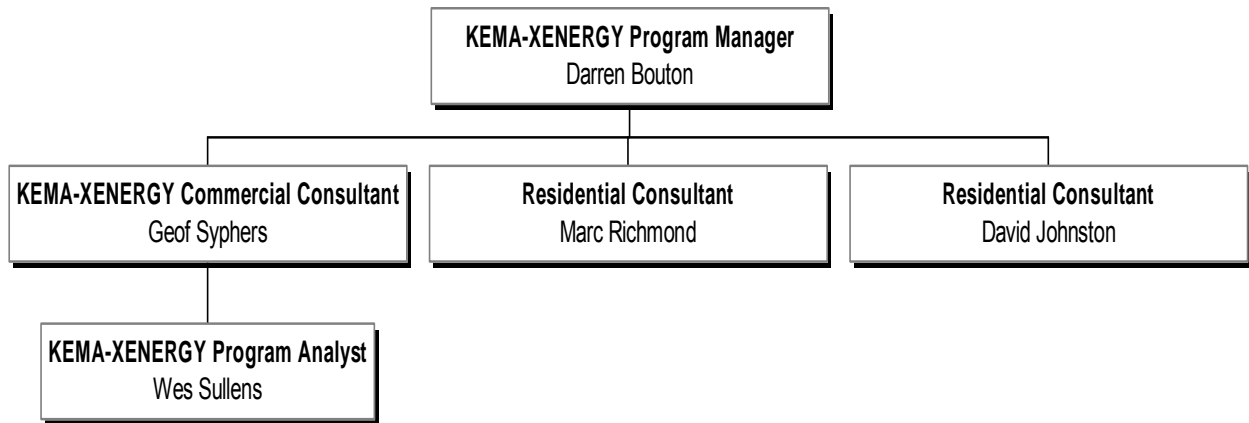 KEMA-XENERGY Program Manager
Darren Bouton
KEMA-XENERGY Commercial Consultant
Geof Syphers
Residential Consultant
Marc Richmond
Residential Consultant
David Johnston
KEMA-XENERGY Program Analyst
Wes Sullens